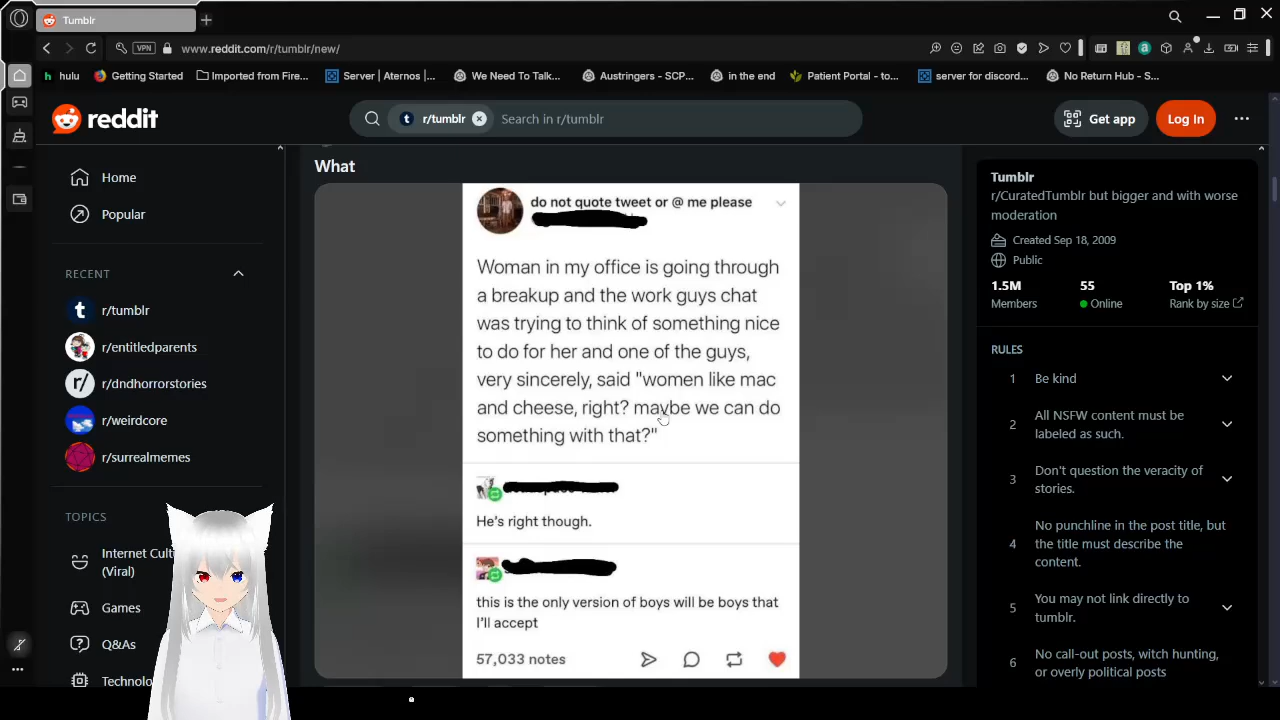 Tumblr
VPN
www.reddit.com/r/tumblr/new/
hulu
Getting Started
Imported from Fire...
Server | Aternos |...
We Need To Talk...
Austringers - SCP...
in the end
Patient Portal - to...
server for discord...
No Return Hub - S...
reddit
r/tumblr
Search in r/tumblr
Get app
Log In
Home
Popular
RECENT
r/tumblr
r/entitledparents
r/dndhorrorstories
r/weirdcore
r/surrealmemes
TOPICS
Internet Cult
(Viral)
Games
Q&As
Technolo
What
do not quote tweet or @ me please
Woman in my office is going through
a breakup and the work guys chat
was trying to think of something nice
to do for her and one of the guys,
very sincerely, said "women like mac
and cheese, right? maybe we can do
something with that?"
He's right though.
this is the only version of boys will be boys that
I'll accept
57,033 notes
Tumblr
r/CuratedTumblr but bigger and with worse
moderation
Created Sep 18, 2009
Public
1.5M
Members
55
Online
Top 1%
Rank by size
RULES
1 Be kind
2 All NSFW content must be
labeled as such.
3 Don't question the veracity of
stories.
4 No punchline in the post title, but
the title must describe the
content.
5 You may not link directly to
tumblr.
6 No call-out posts, witch hunting,
or overly political posts